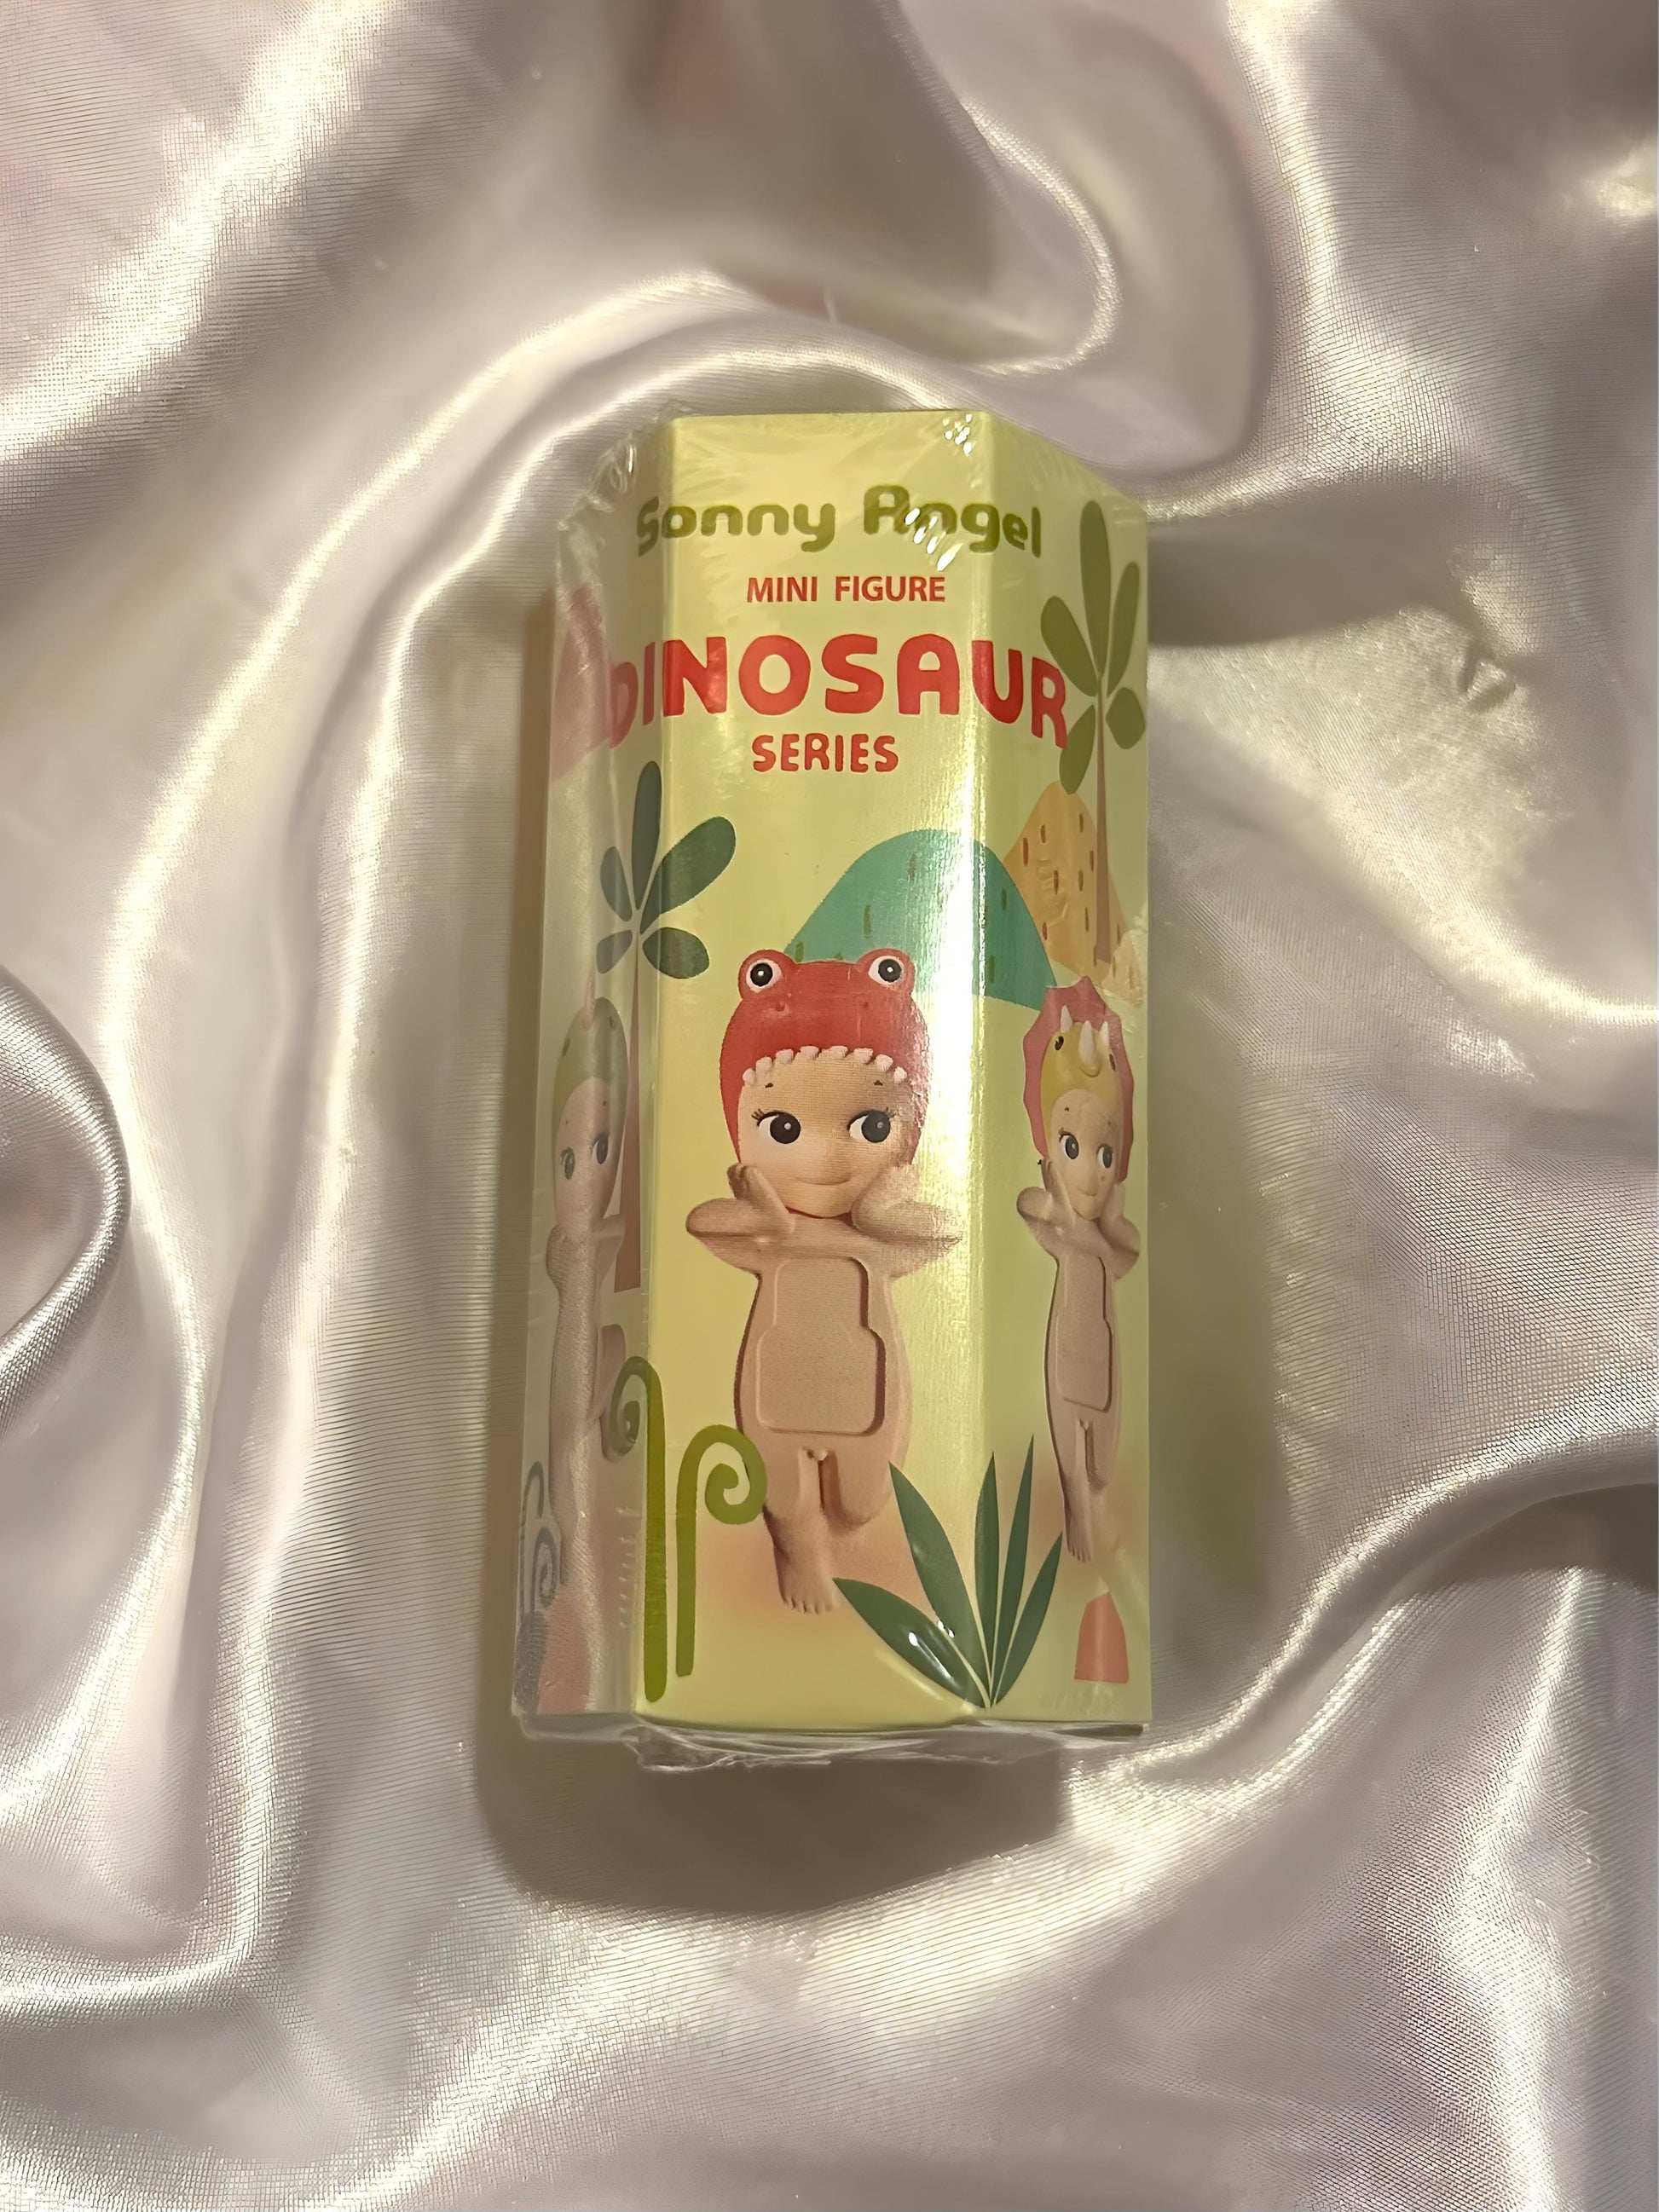 Sonny Angel
MINI FIGURE
DINOSAUR
SERIES